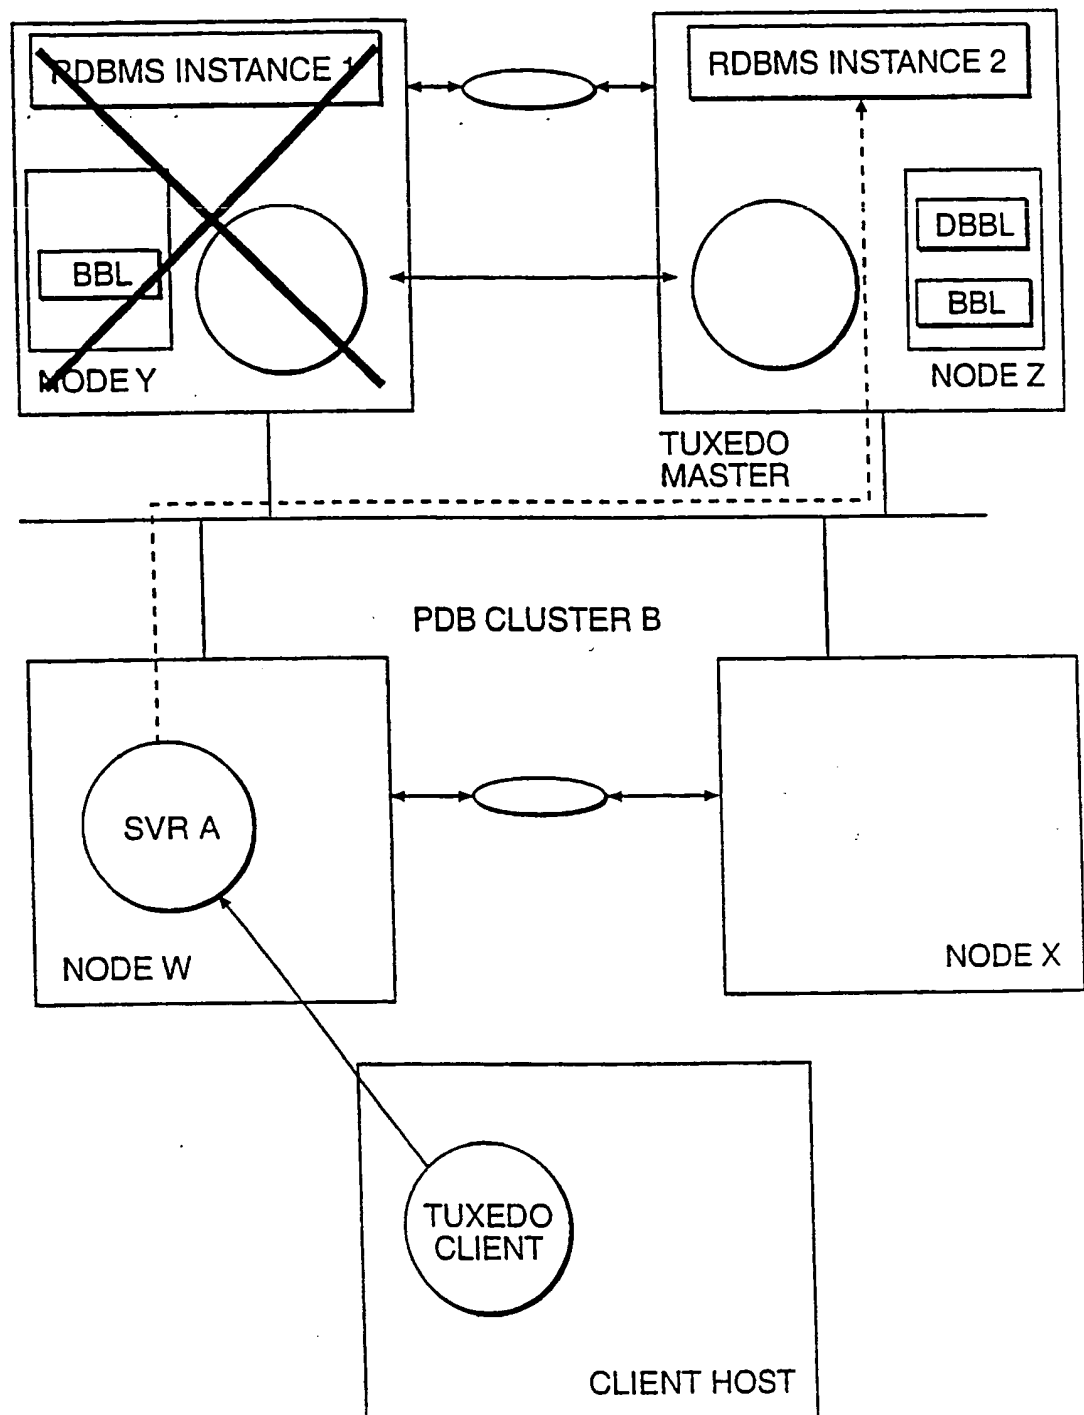 RDBMS INSTANCE 1
RDBMS INSTANCE 2
BBL
DBBL
BBL
NODE Y
NODE Z
TUXEDO
MASTER
PDB CLUSTER B
SVR A
NODE W
NODE X
TUXEDO
CLIENT
CLIENT HOST